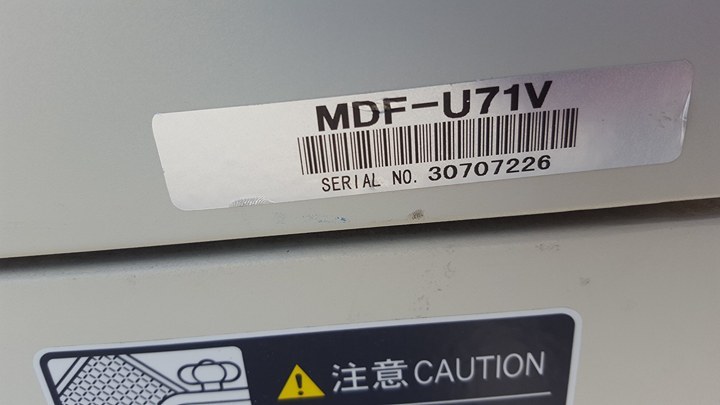 MDF-U71V
SERIAL NO. 30707226
注意 CAUTION